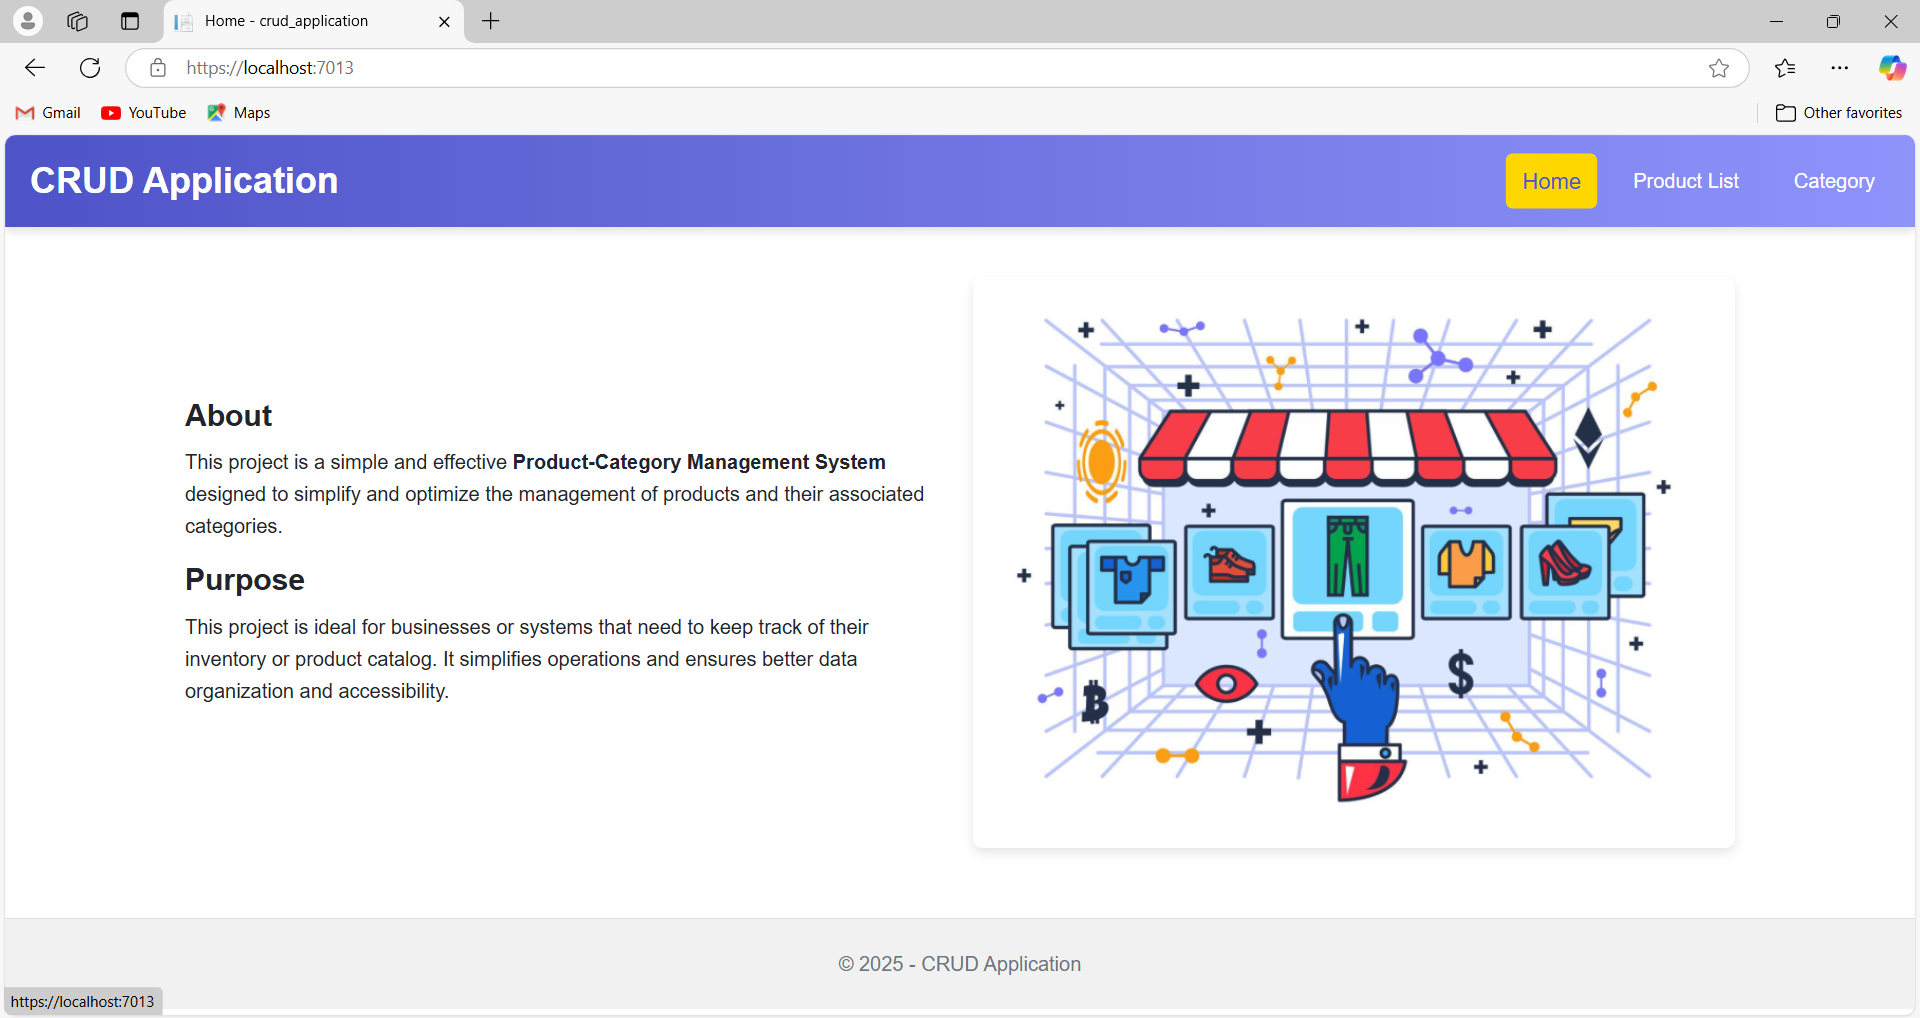 Home - crud_application
https://localhost:7013
Gmail YouTube Maps Other favorites
CRUD Application Home Product List Category
About
This project is a simple and effective Product-Category Management System
designed to simplify and optimize the management of products and their associated
categories.
Purpose
This project is ideal for businesses or systems that need to keep track of their
inventory or product catalog. It simplifies operations and ensures better data
organization and accessibility.
© 2025 - CRUD Application
https://localhost:7013